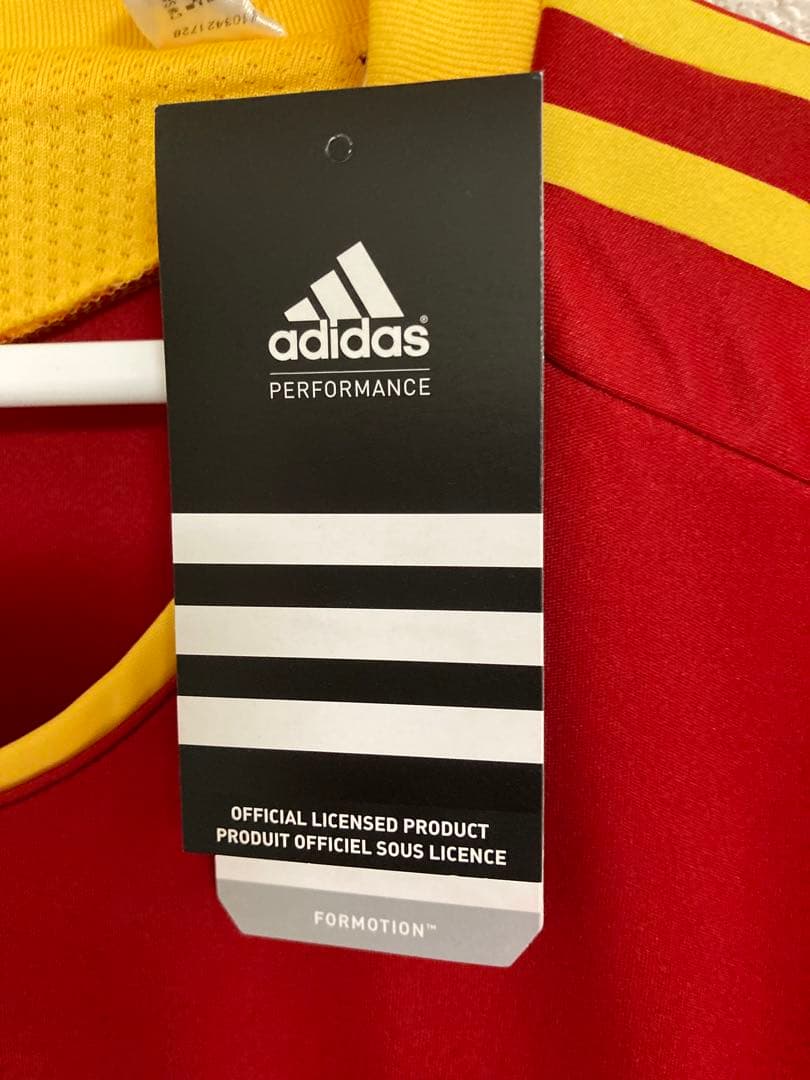 adidas®
PERFORMANCE
OFFICIAL LICENSED PRODUCT
PRODUIT OFFICIEL SOUS LICENCE
FORMOTION™